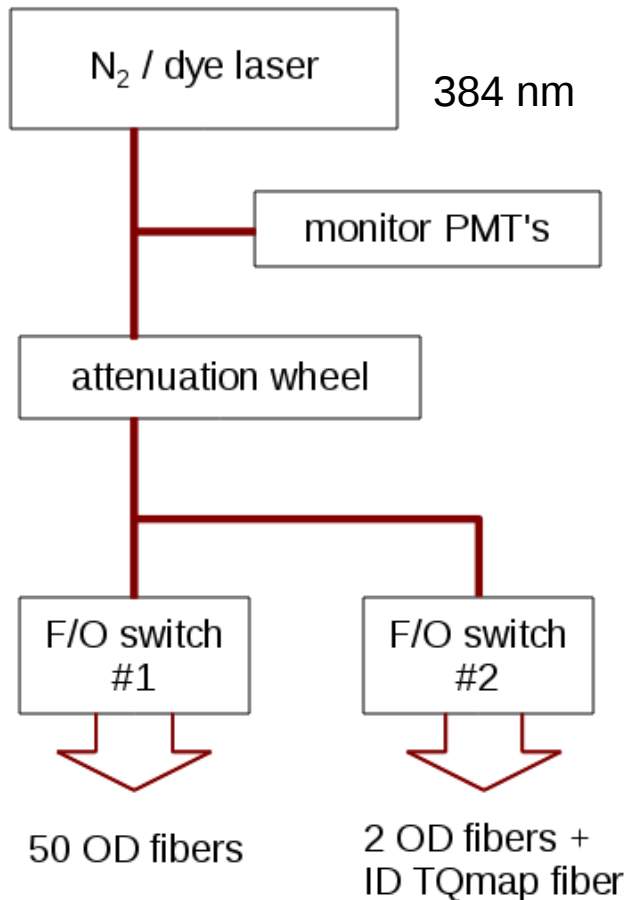 N₂ / dye laser
384 nm
monitor PMT's
attenuation wheel
F/O switch
#1
F/O switch
#2
50 OD fibers
2 OD fibers +
ID TQmap fiber